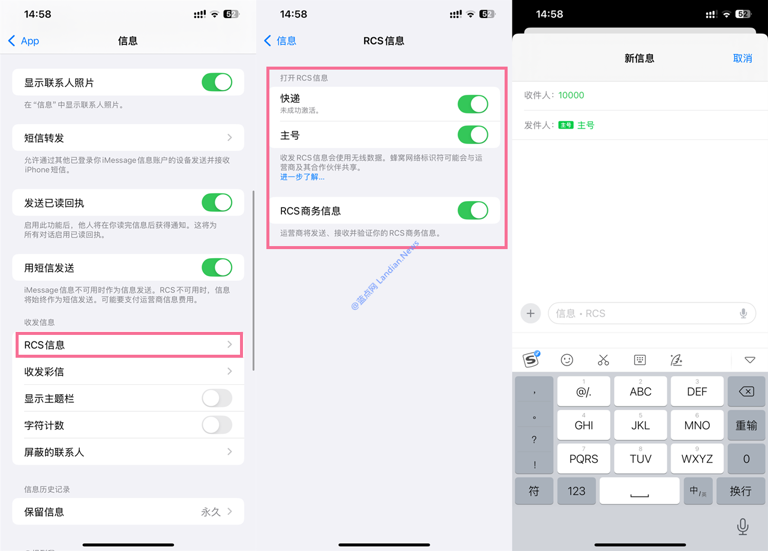 14:58
52
App
信息
显示联系人照片
在“信息”中显示联系人照片。
短信转发
允许通过其他已登录你 iMessage信息账户的设备发送并接收
iPhone短信。
发送已读回执
启用此功能后，他人将在你读完信息后获得通知。这将为
所有对话启用已读回执。
用短信发送
iMessage信息不可用时作为信息发送。RCS不可用时，信息
将始终作为短信发送。可能要支付运营商信息费用。
收发信息
RCS信息
收发彩信
显示主题栏
字符计数
屏蔽的联系人
信息历史记录
保留信息
永久
14:58
52
信息
RCS信息
打开RCS信息
快递
未成功激活。
主号
收发 RCS信息会使用无线数据。蜂窝网络标识符可能会与运
营商及其合作伙伴共享。
进一步了解...
RCS商务信息
运营商将发送、接收并验证你的RCS商务信息。
@蓝点网 Landian.News
14:58
52
新信息
取消
收件人：10000
发件人：主号 主号
信息・RCS
S
，
。
？
！
1
@/.
2
ABC
3
DEF
4
GHI
5
JKL
6
MNO
重输
7
PQRS
8
TUV
9
WXYZ
0
符
123
中/英
换行